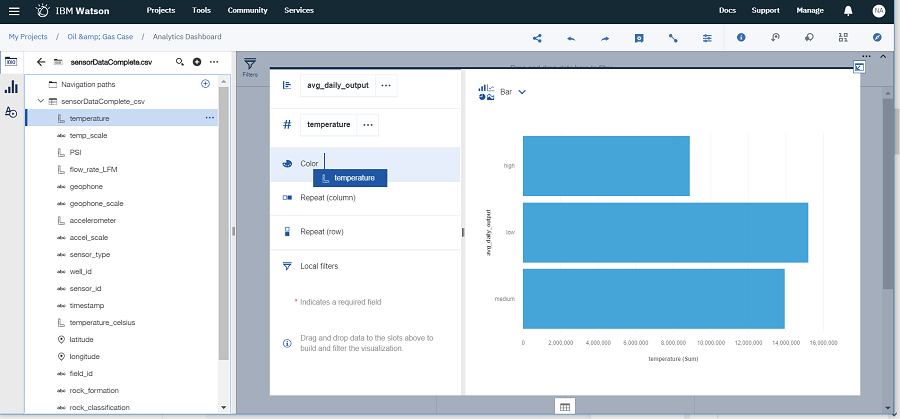 IBM Watson
Projects
Tools
Community
Services
Docs
Support
Manage
NA
My Projects / Oil &amp; Gas Case / Analytics Dashboard
sensorDataComplete.csv
Navigation paths
sensorDataComplete_csv
temperature
temp_scale
PSI
flow_rate_LFM
geophone
geophone_scale
accelerometer
accel_scale
sensor_type
well_id
sensor_id
timestamp
temperature_celsius
latitude
longitude
field_id
rock_formation
rock_classification
Filters
avg_daily_output
temperature
Color
temperature
Repeat (column)
Repeat (row)
Local filters
* Indicates a required field
Drag and drop data to the slots above to
build and filter the visualization.
Bar
avg_daily_output
high
low
medium
0
2,000,000
4,000,000
6,000,000
8,000,000
10,000,000
12,000,000
14,000,000
16,000,000
temperature (Sum)